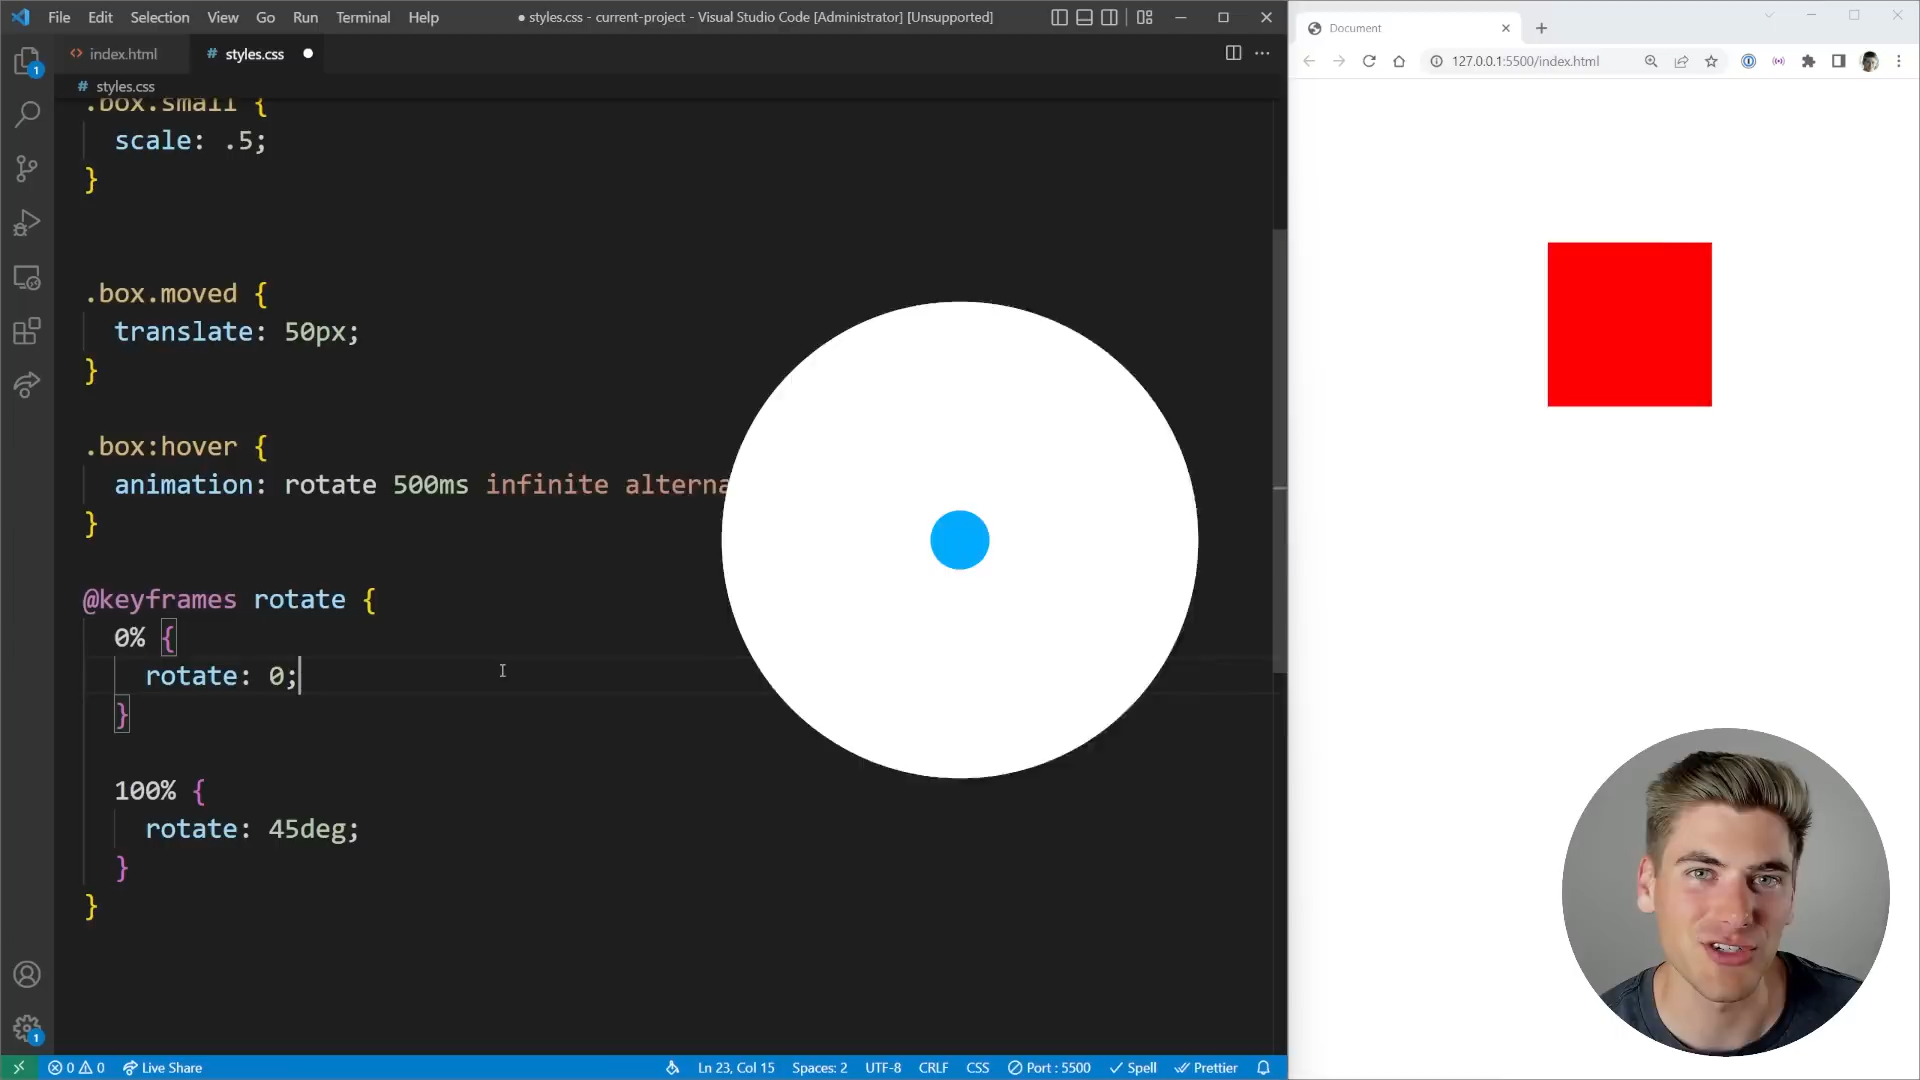 File Edit Selection View Go Run Terminal Help
● styles.css - current-project - Visual Studio Code [Administrator] [Unsupported]
Document
index.html
# styles.css
127.0.0.1:5500/index.html
# styles.css
.box.small {
scale: .5;
}
.box.moved {
translate: 50px;
}
.box:hover {
animation: rotate 500ms infinite alterna
}
@keyframes rotate {
0% {
rotate: 0;
}
100% {
rotate: 45deg;
}
}
1
1
0 0
Live Share
Ln 23, Col 15
Spaces: 2
UTF-8
CRLF
CSS
Port : 5500
Spell
Prettier